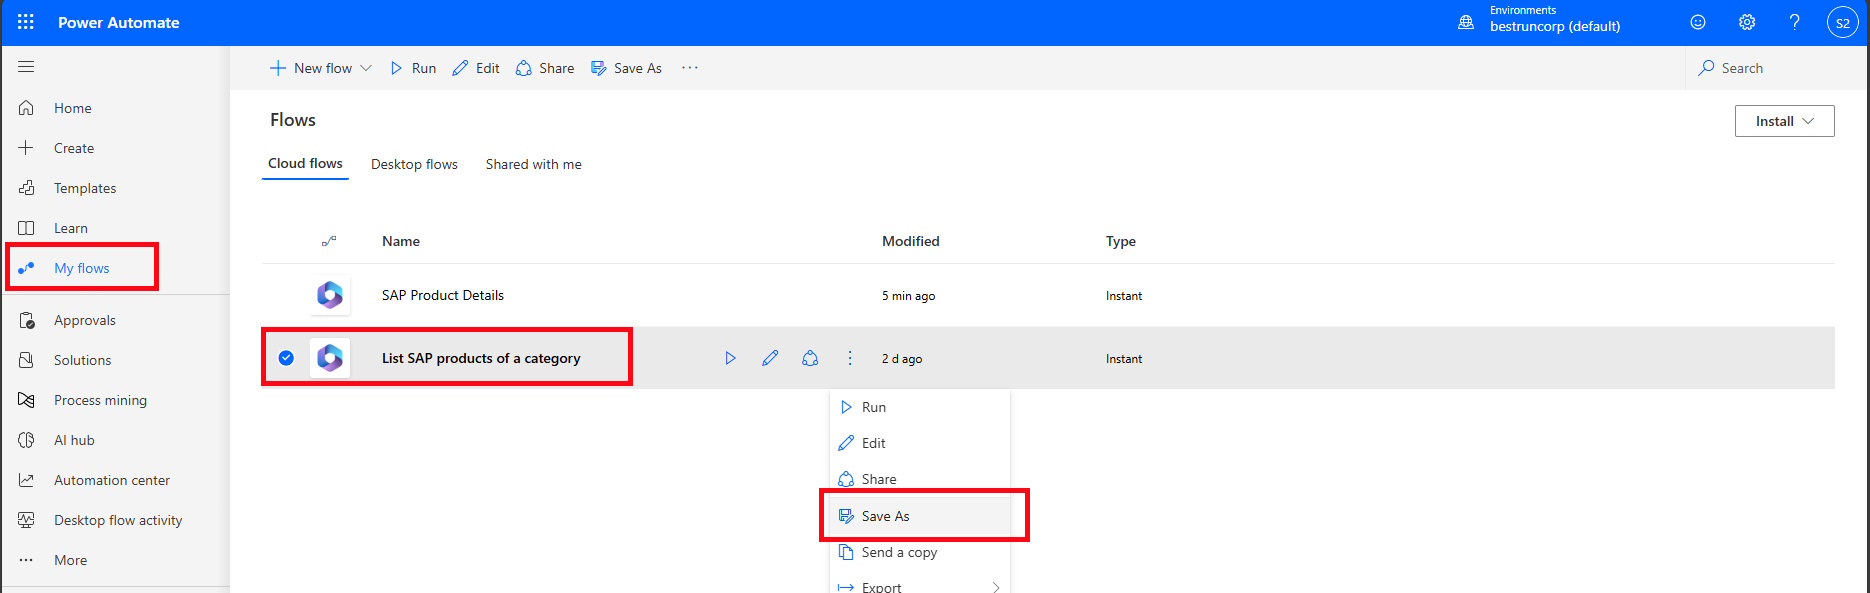 Power Automate
Environments
bestruncorp (default)
S2
New flow
Run
Edit
Share
Save As
Search
Home
Create
Templates
Learn
My flows
Approvals
Solutions
Process mining
AI hub
Automation center
Desktop flow activity
More
Flows
Install
Cloud flows
Desktop flows
Shared with me
Name
Modified
Type
SAP Product Details
5 min ago
Instant
List SAP products of a category
2 d ago
Instant
Run
Edit
Share
Save As
Send a copy
Export